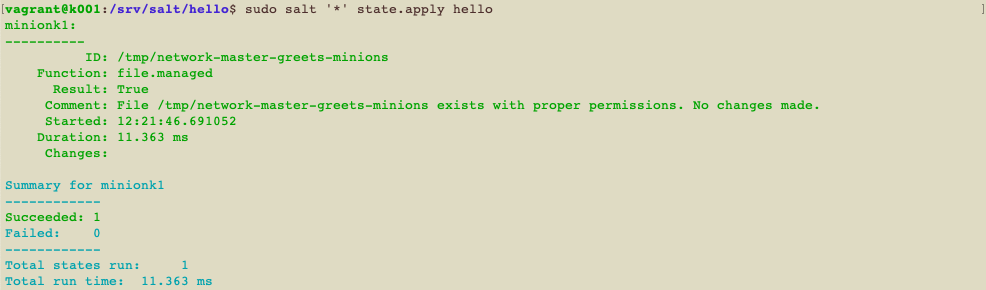 [vagrant@k001:/srv/salt/hello$ sudo salt '*' state.apply hello ]
minionk1:
----------
          ID: /tmp/network-master-greets-minions
    Function: file.managed
      Result: True
     Comment: File /tmp/network-master-greets-minions exists with proper permissions. No changes made.
     Started: 12:21:46.691052
    Duration: 11.363 ms
     Changes:

Summary for minionk1
------------
Succeeded: 1
Failed:    0
------------
Total states run:     1
Total run time:  11.363 ms